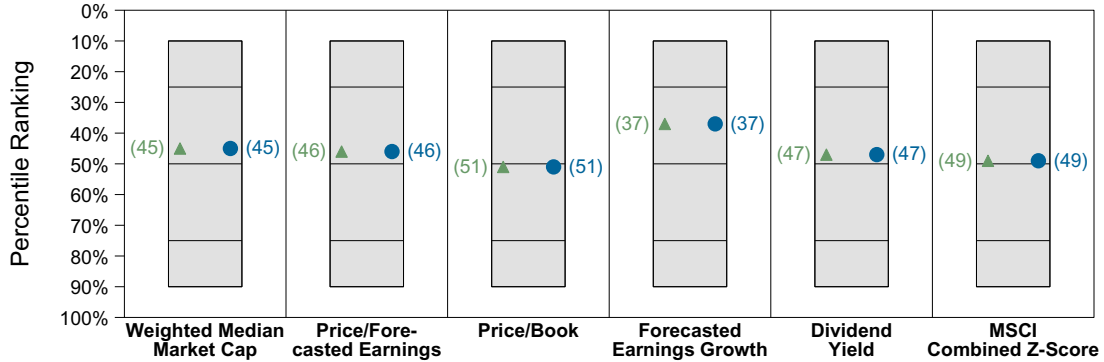 Percentile Ranking
0%
10%
20%
30%
40%
50%
60%
70%
80%
90%
100%
(45) (45)
(46) (46)
(51) (51)
(37) (37)
(47) (47)
(49) (49)
Weighted Median
Market Cap
Price/Fore-
casted Earnings
Price/Book
Forecasted
Earnings Growth
Dividend
Yield
MSCI
Combined Z-Score